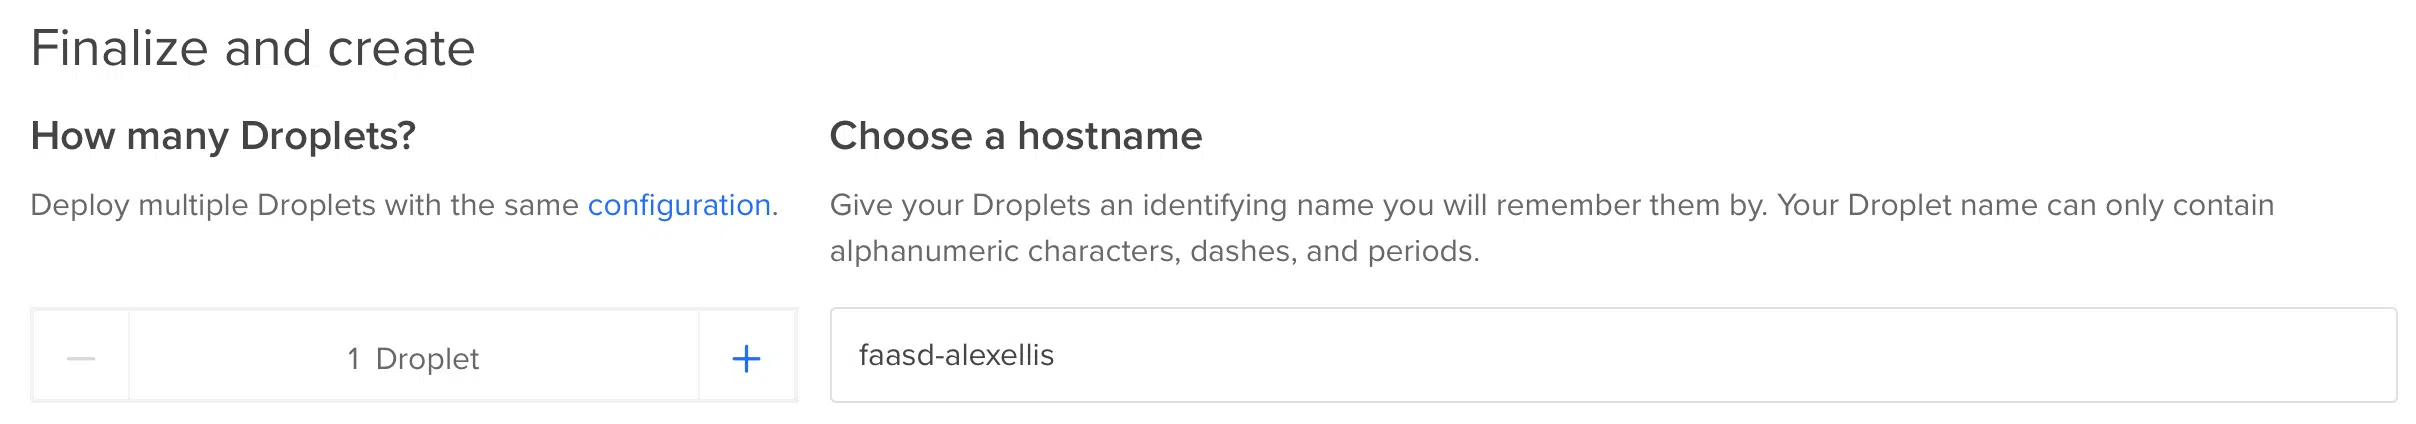 Finalize and create
How many Droplets?
Deploy multiple Droplets with the same configuration.
1 Droplet
Choose a hostname
Give your Droplets an identifying name you will remember them by. Your Droplet name can only contain
alphanumeric characters, dashes, and periods.
faasd-alexellis